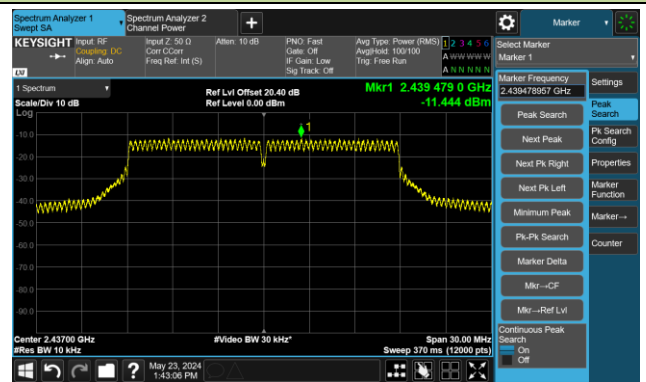 Spectrum Analyzer 1
Swept SA
Spectrum Analyzer 2
Channel Power
+
Marker
KEYSIGHT
Input: RF
Coupling: DC
Align: Auto
Input Z: 50 Ω
Corr CCorr
Freq Ref: Int (S)
Atten: 10 dB
PNO: Fast
Gate: Off
IF Gain: Low
Sig Track: Off
Avg Type: Power (RMS)
Avg|Hold: 100/100
Trig: Free Run
1 2 3 4 5 6
A W W W W W
A N N N N N
LXI
Select Marker
Marker 1
1 Spectrum
Scale/Div 10 dB
Log
Ref Lvl Offset 20.40 dB
Ref Level 0.00 dBm
Mkr1 2.439 479 0 GHz
-11.444 dBm
1
-10.0
-20.0
-30.0
-40.0
-50.0
-60.0
-70.0
-80.0
-90.0
Center 2.43700 GHz
#Res BW 10 kHz
#Video BW 30 kHz*
Span 30.00 MHz
Sweep 370 ms (12000 pts)
Marker Frequency
2.439478957 GHz
Peak Search
Next Peak
Next Pk Right
Next Pk Left
Minimum Peak
Pk-Pk Search
Marker Delta
Mkr→CF
Mkr→Ref Lvl
Continuous Peak
Search
On
Off
Settings
Peak
Search
Pk Search
Config
Properties
Marker
Function
Marker→
Counter
?
May 23, 2024
1:43:06 PM